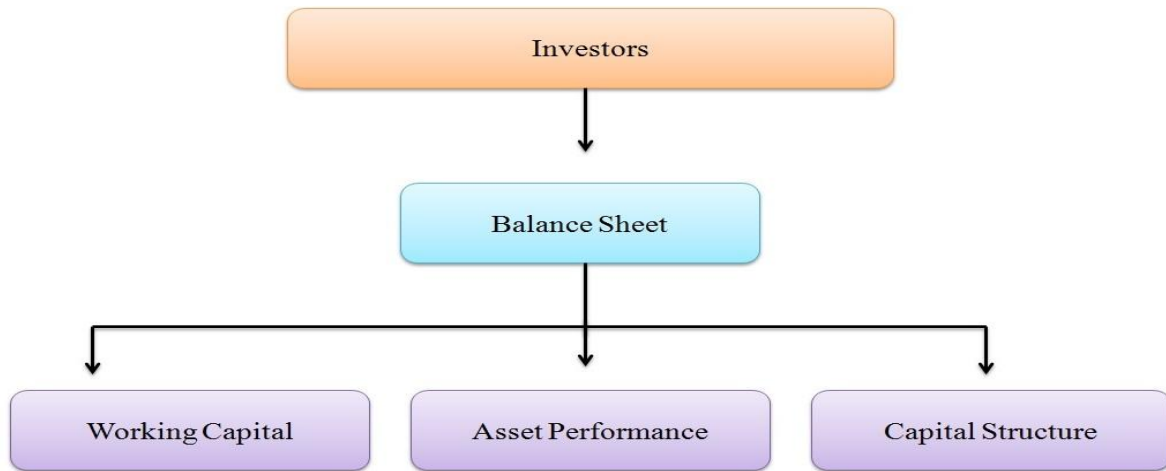 Investors
Balance Sheet
Working Capital
Asset Performance
Capital Structure